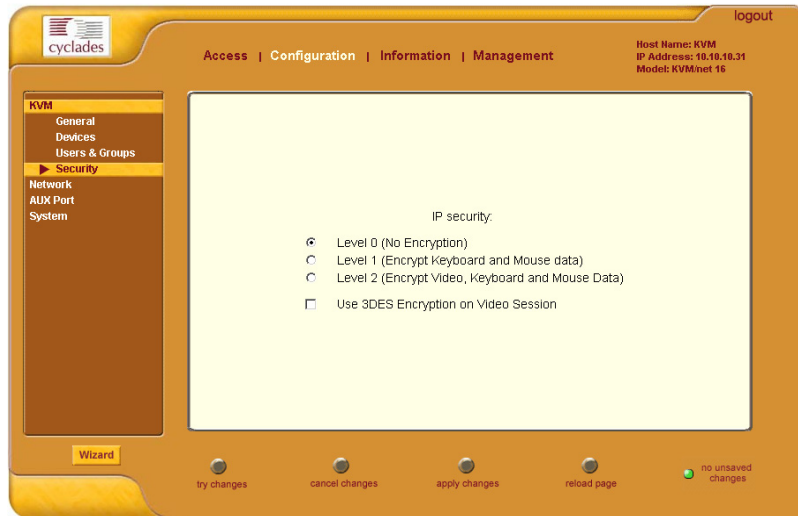 logout
cyclades
Access | Configuration | Information | Management
Host Name: KVM
IP Address: 10.10.10.31
Model: KVM/net 16
KVM
General
Devices
Users & Groups
Security
Network
AUX Port
System
IP security:
Level 0 (No Encryption)
Level 1 (Encrypt Keyboard and Mouse data)
Level 2 (Encrypt Video, Keyboard and Mouse Data)
Use 3DES Encryption on Video Session
Wizard
try changes
cancel changes
apply changes
reload page
no unsaved
changes